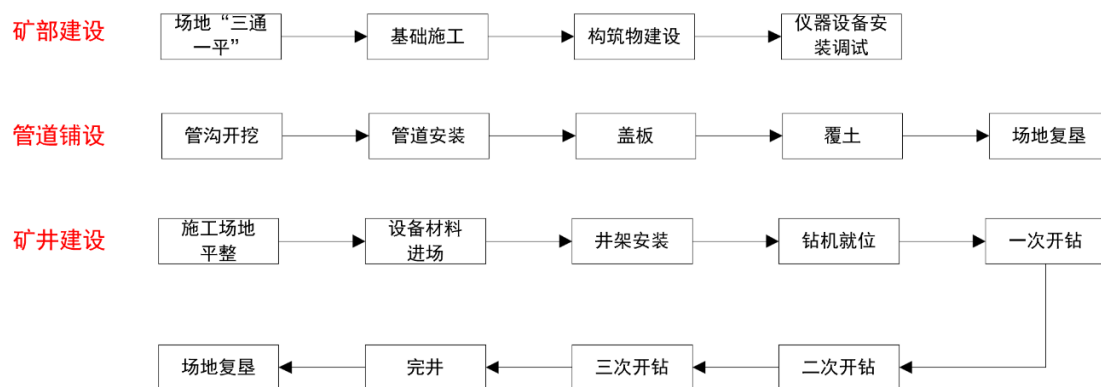 矿部建设
场地“三通
一平”
基础施工
构筑物建设
仪器设备安
装调试
管道铺设
管沟开挖
管道安装
盖板
覆土
场地复垦
矿井建设
施工场地
平整
设备材料
进场
井架安装
钻机就位
一次开钻
场地复垦
完井
三次开钻
二次开钻